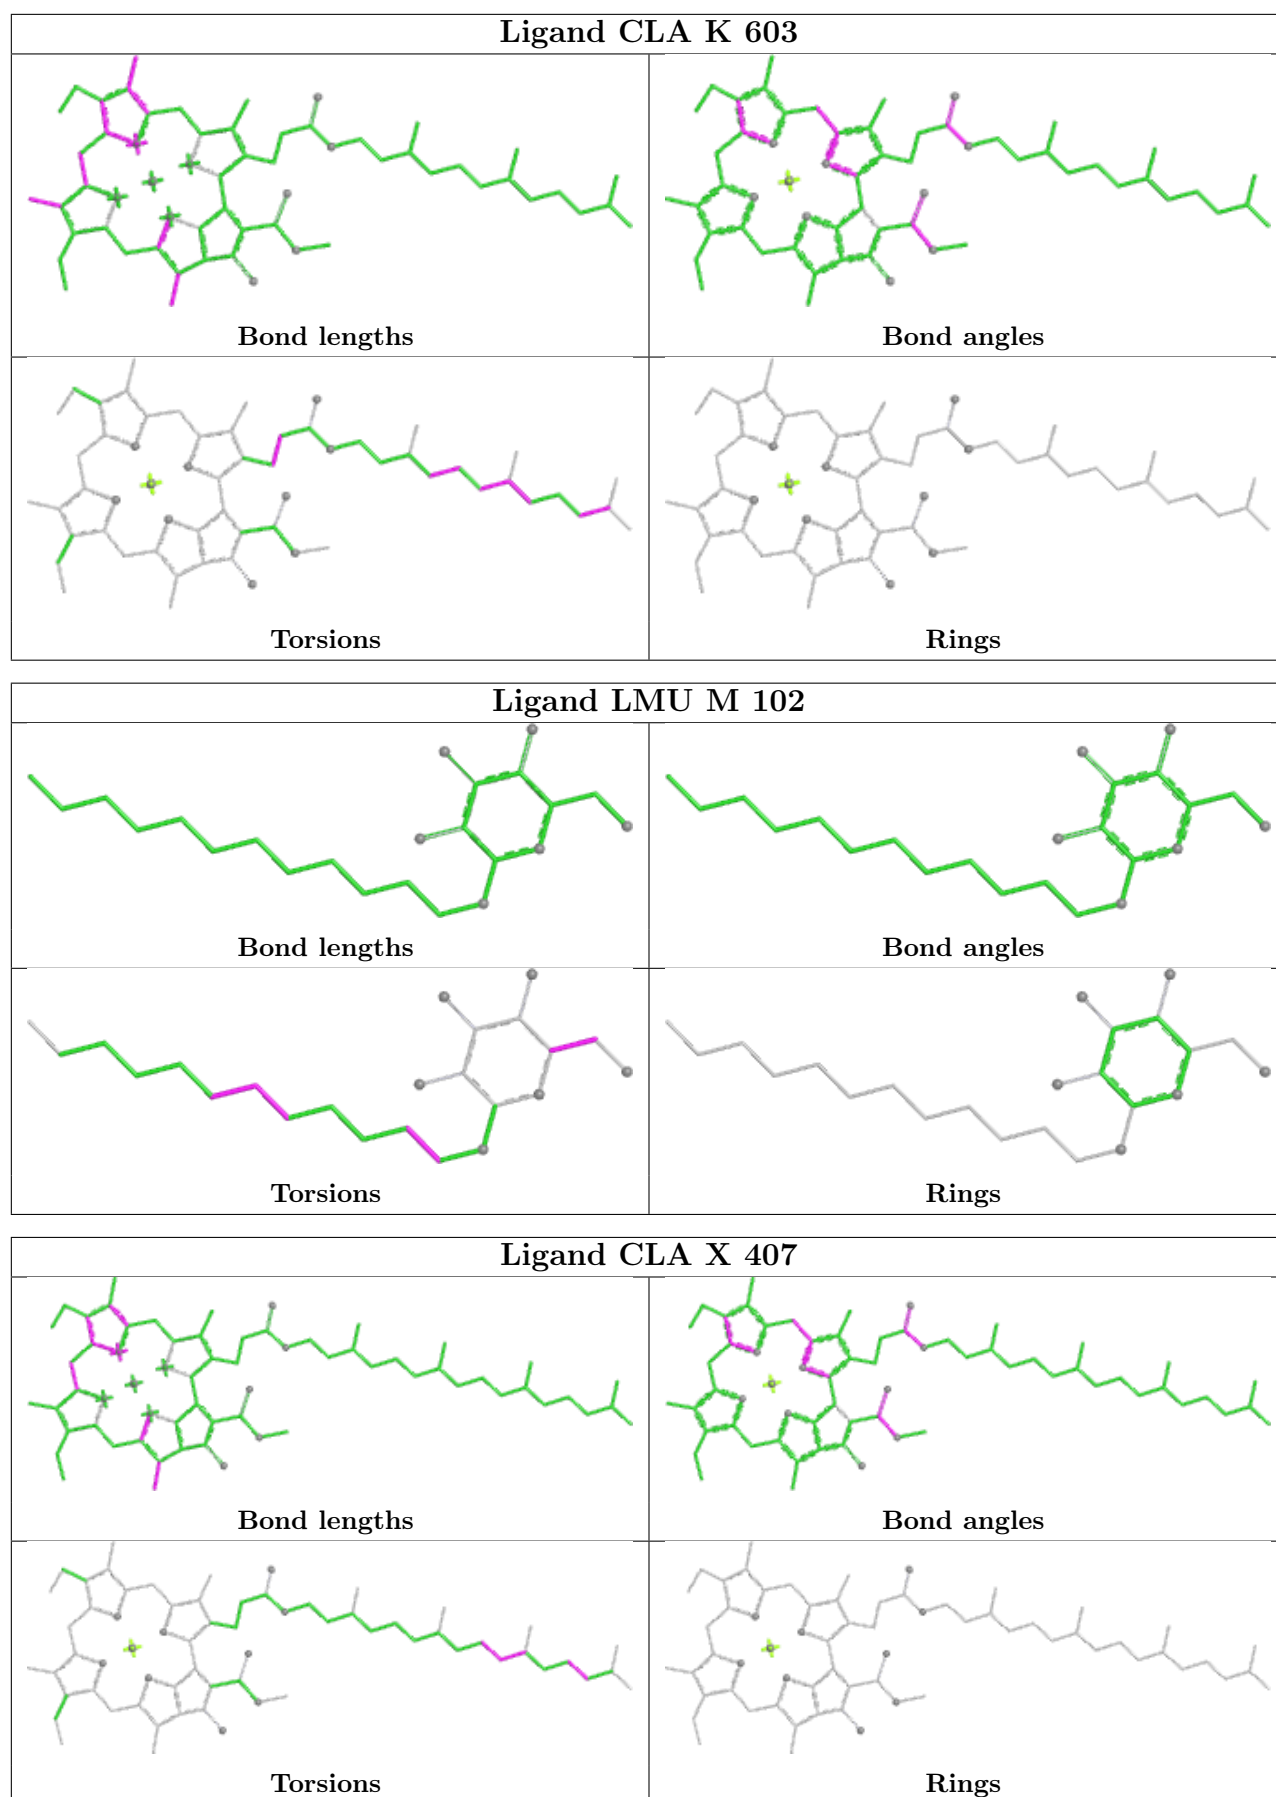 Ligand CLA K 603
Bond lengths
Bond angles
Torsions
Rings
Ligand LMU M 102
Bond lengths
Bond angles
Torsions
Rings
Ligand CLA X 407
Bond lengths
Bond angles
Torsions
Rings